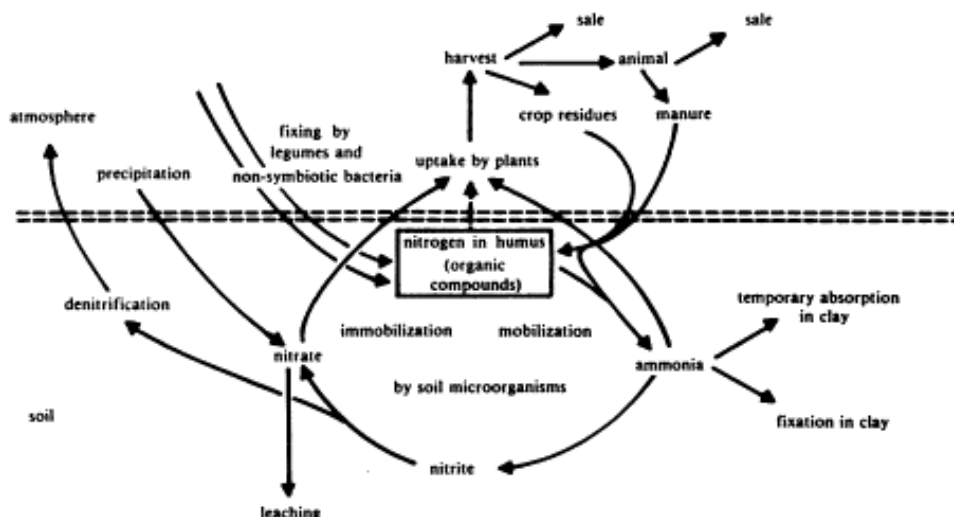 sale
sale
harvest
animal
atmosphere
crop residues
manure
fixing by
legumes and
non-symbiotic bacteria
uptake by plants
precipitation
nitrogen in humus
(organic
compounds)
denitrification
temporary absorption
in clay
immobilization
mobilization
nitrate
ammonia
by soil microorganisms
soil
fixation in clay
nitrite
leaching